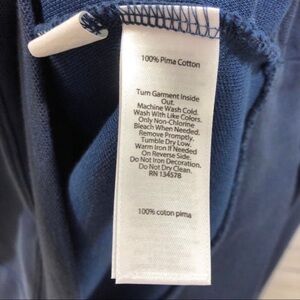 100% Pima Cotton
Turn Garment Inside
Out.
Machine Wash Cold.
Wash With Like Colors.
Only Non-Chlorine
Bleach When Needed.
Remove Promptly.
Tumble Dry Low.
Warm Iron If Needed
On Reverse Side.
Do Not Iron Decoration.
Do Not Dry Clean.
RN 134578
100% coton pima